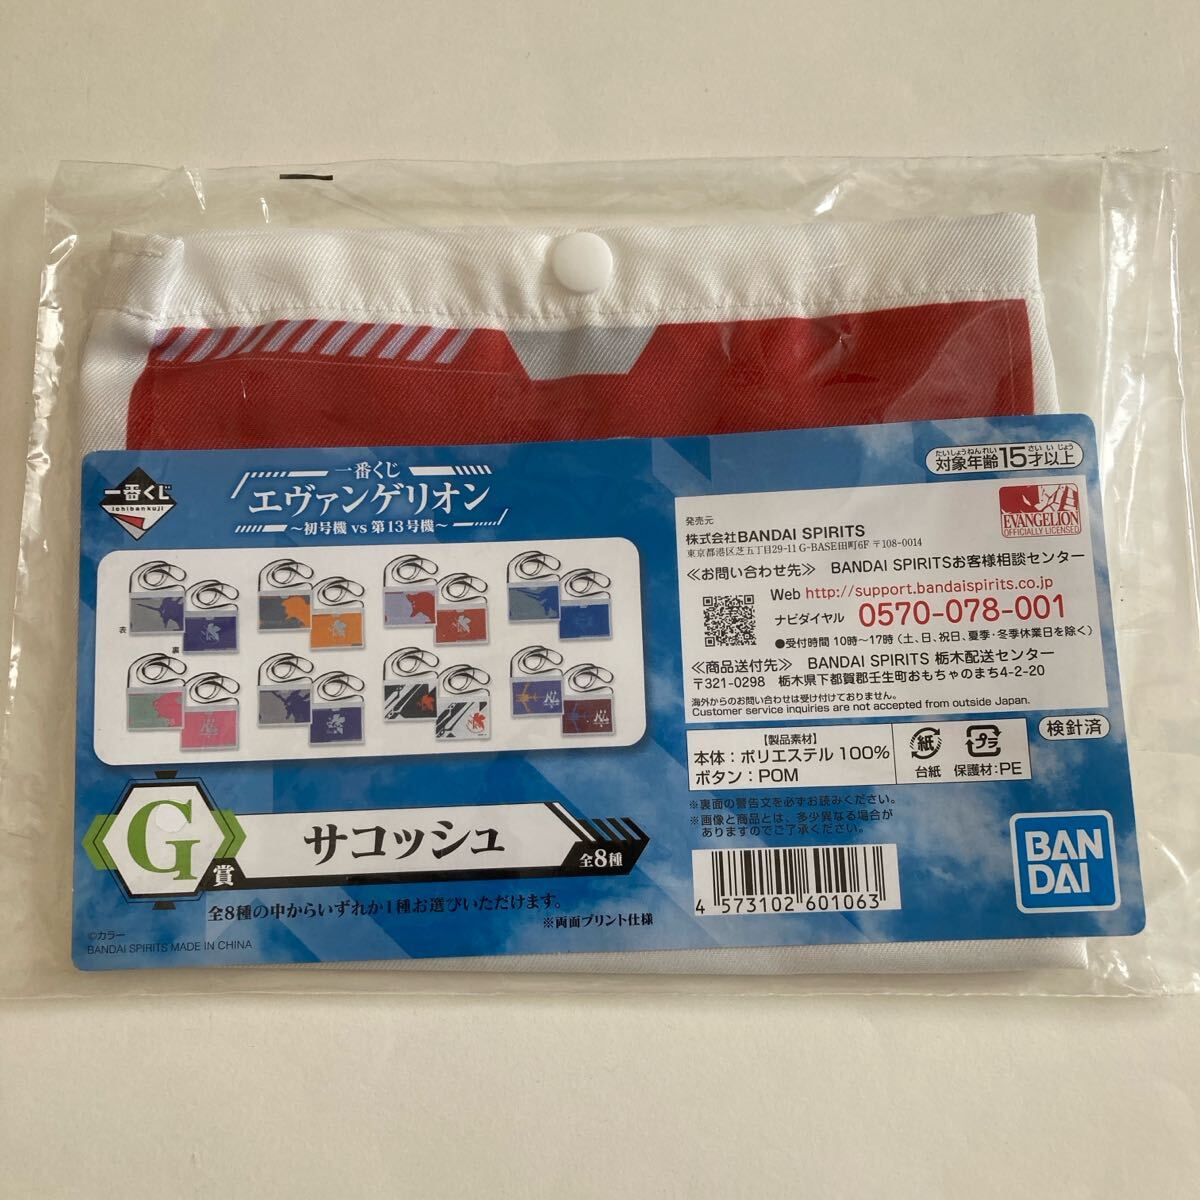 一番くじ
Ichibankuji
一番くじ
エヴァンゲリオン
～初号機 vs 第13号機～
表
裏
G賞
サコッシュ
全8種
全8種の中からいずれか1種お選びいただけます。
※両面プリント仕様
©カラー
BANDAI SPIRITS MADE IN CHINA
たいしょうねんれい さい いじょう
対象年齢15才以上
発売元
株式会社BANDAI SPIRITS
東京都港区芝五丁目29-11 G-BASE田町6F 〒108-0014
EVANGELION
OFFICIALLY LICENSED
≪お問い合わせ先≫ BANDAI SPIRITSお客様相談センター
Web http://support.bandaispirits.co.jp
ナビダイヤル 0570-078-001
●受付時間 10時～17時(土、日、祝日、夏季・冬季休業日を除く)
≪商品送付先≫ BANDAI SPIRITS 栃木配送センター
〒321-0298 栃木県下都賀郡壬生町おもちゃのまち4-2-20
海外からのお問い合わせは受け付けておりません。
Customer service inquiries are not accepted from outside Japan.
【製品素材】
本体：ポリエステル 100%
ボタン：POM
紙
台紙
プラ
保護材：PE
検針済
※裏面の警告文を必ずお読みください。
※画像と商品とは、多少異なる場合が
ありますのでご了承ください。
4 573102 601063
BAN
DAI